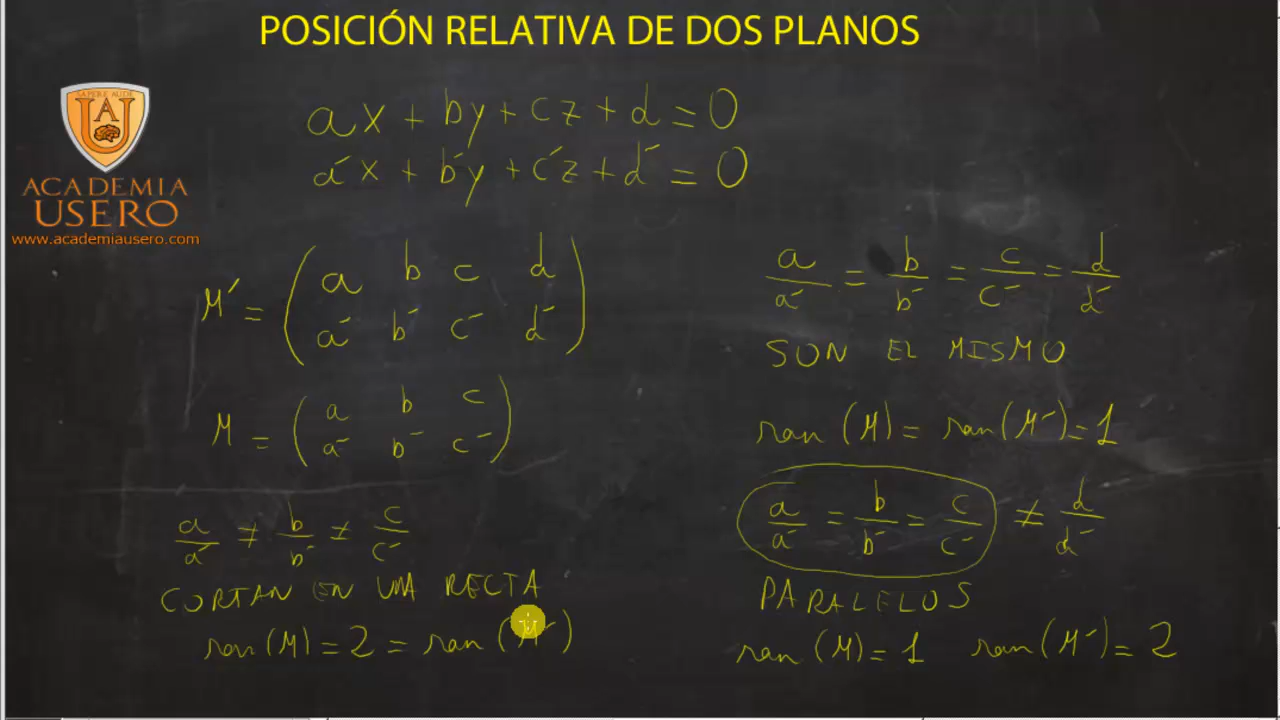 POSICIÓN RELATIVA DE DOS PLANOS
SAPERE AUDE
UA
ACADEMIA
USERO
www.academiausero.com
ax + by + cz + d = 0
a´x + b´y + c´z + d´ = 0
M´ = ( a b c d
a´ b´ c´ d´ )
M = ( a b c
a´ b´ c´ )
a/a´ ≠ b/b´ ≠ c/c´
CORTAN EN UNA RECTA
ran (M) = 2 = ran (M´)
a/a´ = b/b´ = c/c´ = d/d´
SON EL MISMO
ran (M) = ran (M´) = 1
a/a´ = b/b´ = c/c´ ≠ d/d´
PARALELOS
ran (M) = 1 ran (M´) = 2